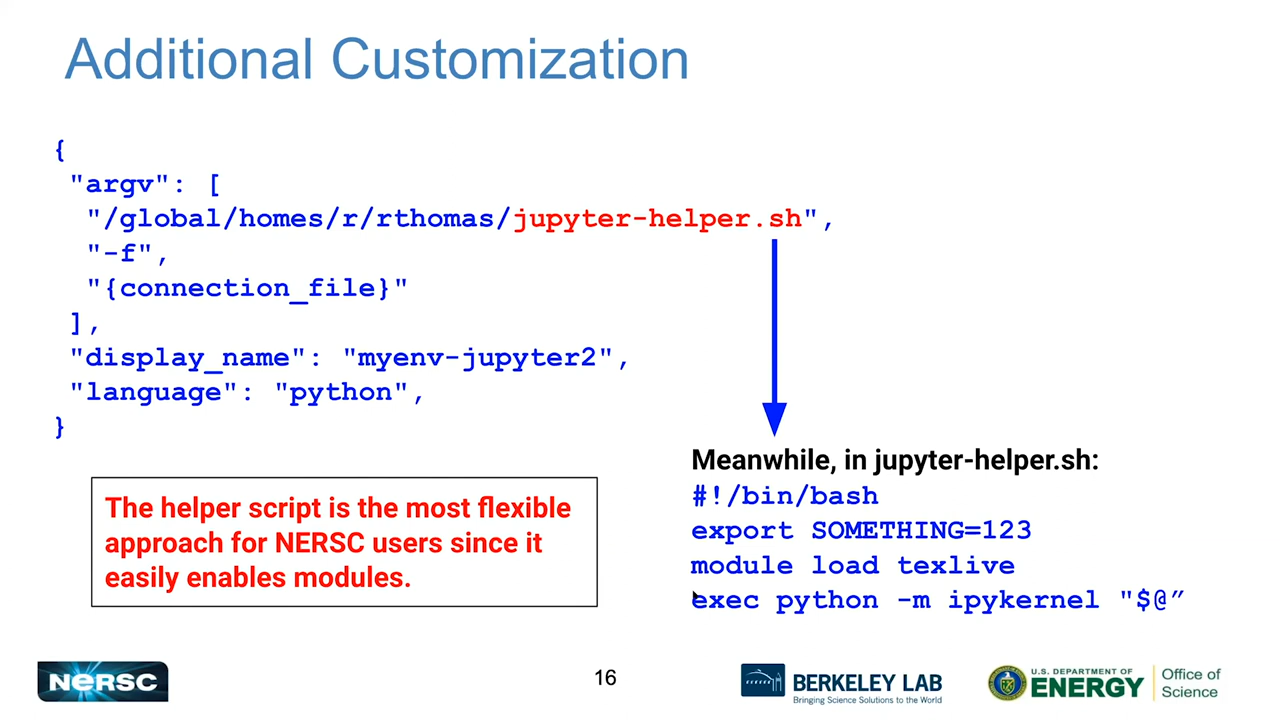 Additional Customization
{
"argv": [
"/global/homes/r/rthomas/jupyter-helper.sh",
"-f",
"{connection_file}"
],
"display_name": "myenv-jupyter2",
"language": "python",
}
The helper script is the most flexible
approach for NERSC users since it
easily enables modules.
Meanwhile, in jupyter-helper.sh:
#!/bin/bash
export SOMETHING=123
module load texlive
exec python -m ipykernel "$@”
NERSC
16
BERKELEY LAB
Bringing Science Solutions to the World
U.S. DEPARTMENT OF
ENERGY
Office of
Science